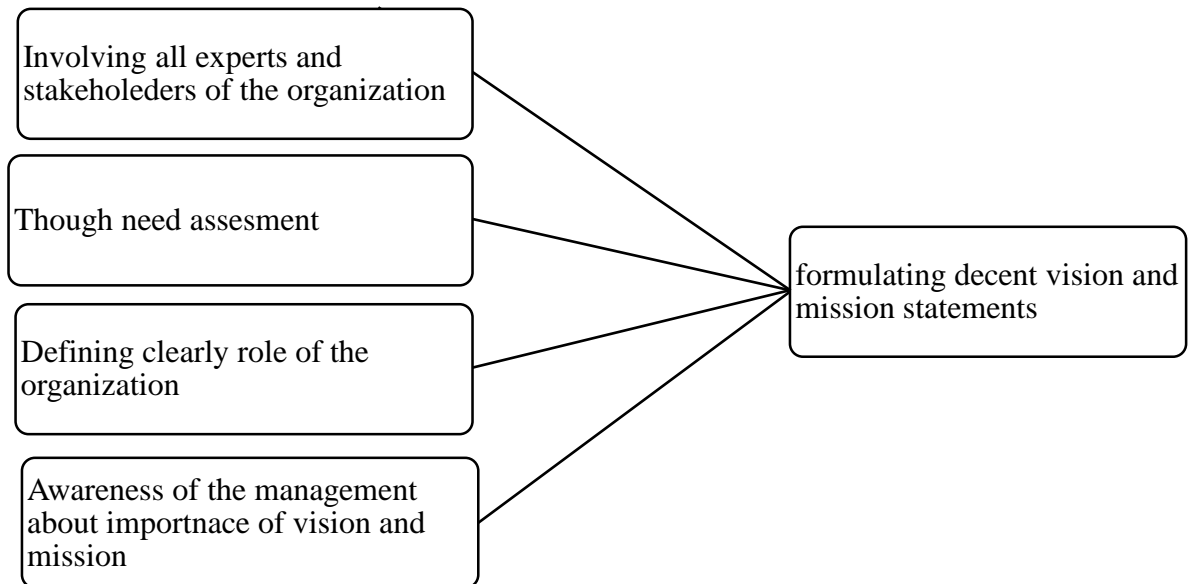 Involving all experts and
stakeholeders of the organization
Though need assesment
formulating decent vision and
mission statements
Defining clearly role of the
organization
Awareness of the management
about importnace of vision and
mission